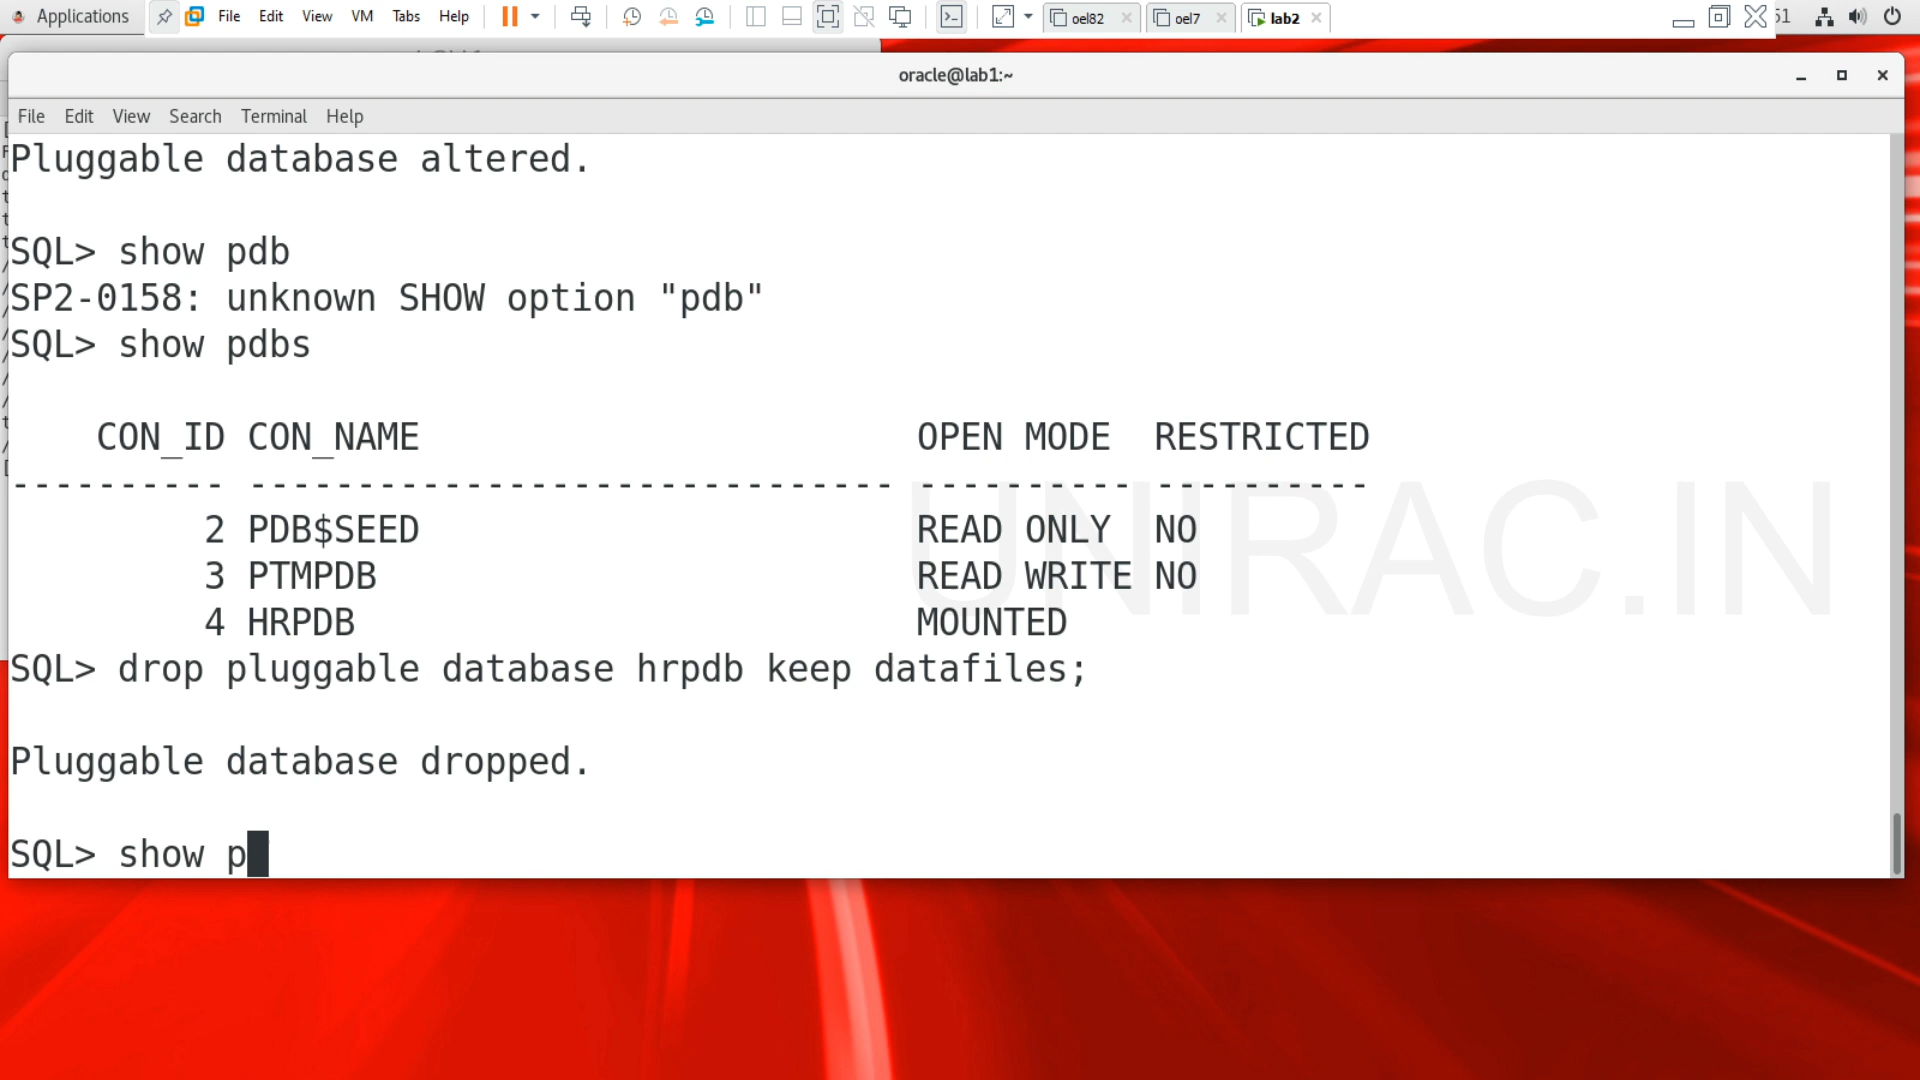 Applications File Edit View VM Tabs Help oel82 oel7 lab2 51
oracle@lab1:~
File Edit View Search Terminal Help
Pluggable database altered.
SQL> show pdb
SP2-0158: unknown SHOW option "pdb"
SQL> show pdbs
CON_ID CON_NAME OPEN MODE RESTRICTED
---------- ------------------------------ ---------- ----------
2 PDB$SEED READ ONLY NO
3 PTMPDB READ WRITE NO
4 HRPDB MOUNTED
UNIRAC.IN
SQL> drop pluggable database hrpdb keep datafiles;
Pluggable database dropped.
SQL> show p